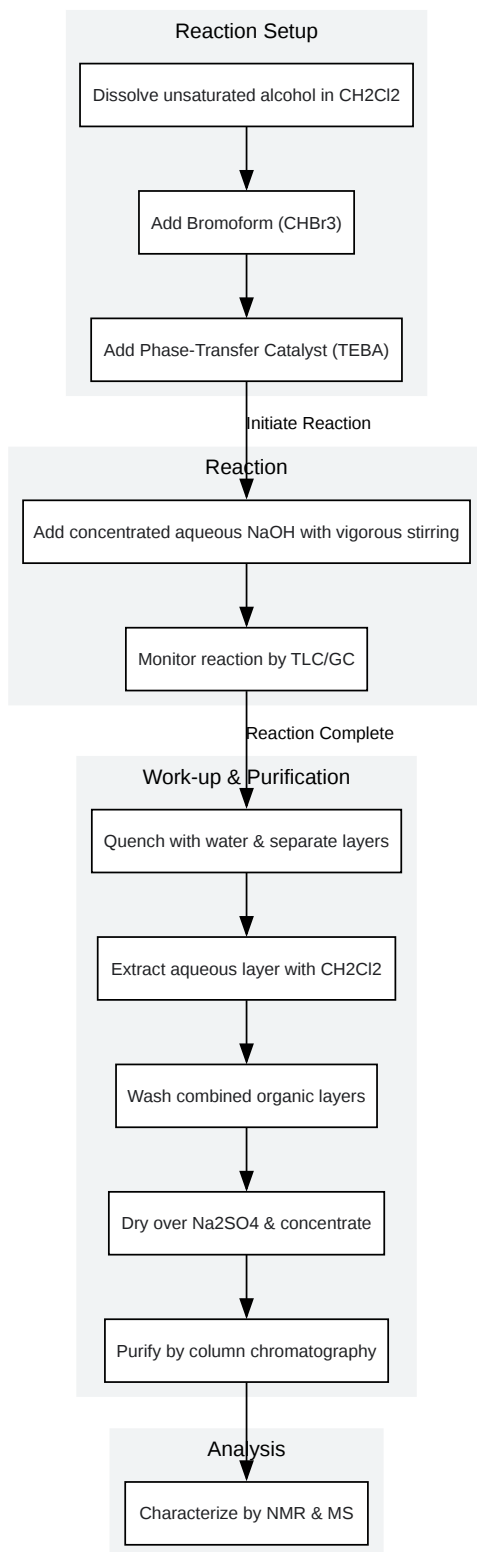 Reaction Setup
Dissolve unsaturated alcohol in CH2Cl2
Add Bromoform (CHBr3)
Add Phase-Transfer Catalyst (TEBA)
Initiate Reaction
Reaction
Add concentrated aqueous NaOH with vigorous stirring
Monitor reaction by TLC/GC
Reaction Complete
Work-up & Purification
Quench with water & separate layers
Extract aqueous layer with CH2Cl2
Wash combined organic layers
Dry over Na2SO4 & concentrate
Purify by column chromatography
Analysis
Characterize by NMR & MS